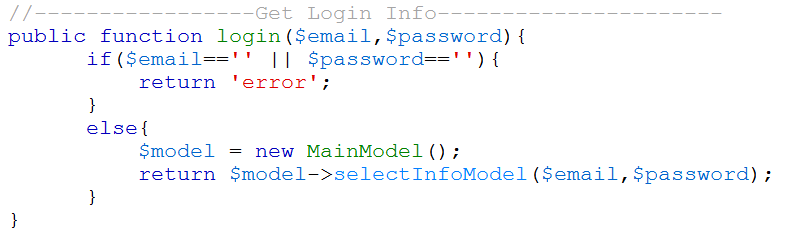 //-----------------Get Login Info----------------------
public function login($email,$password){
      if($email=='' || $password==''){
          return 'error';
      }
      else{
          $model = new MainModel();
          return $model->selectInfoModel($email,$password);
      }
}